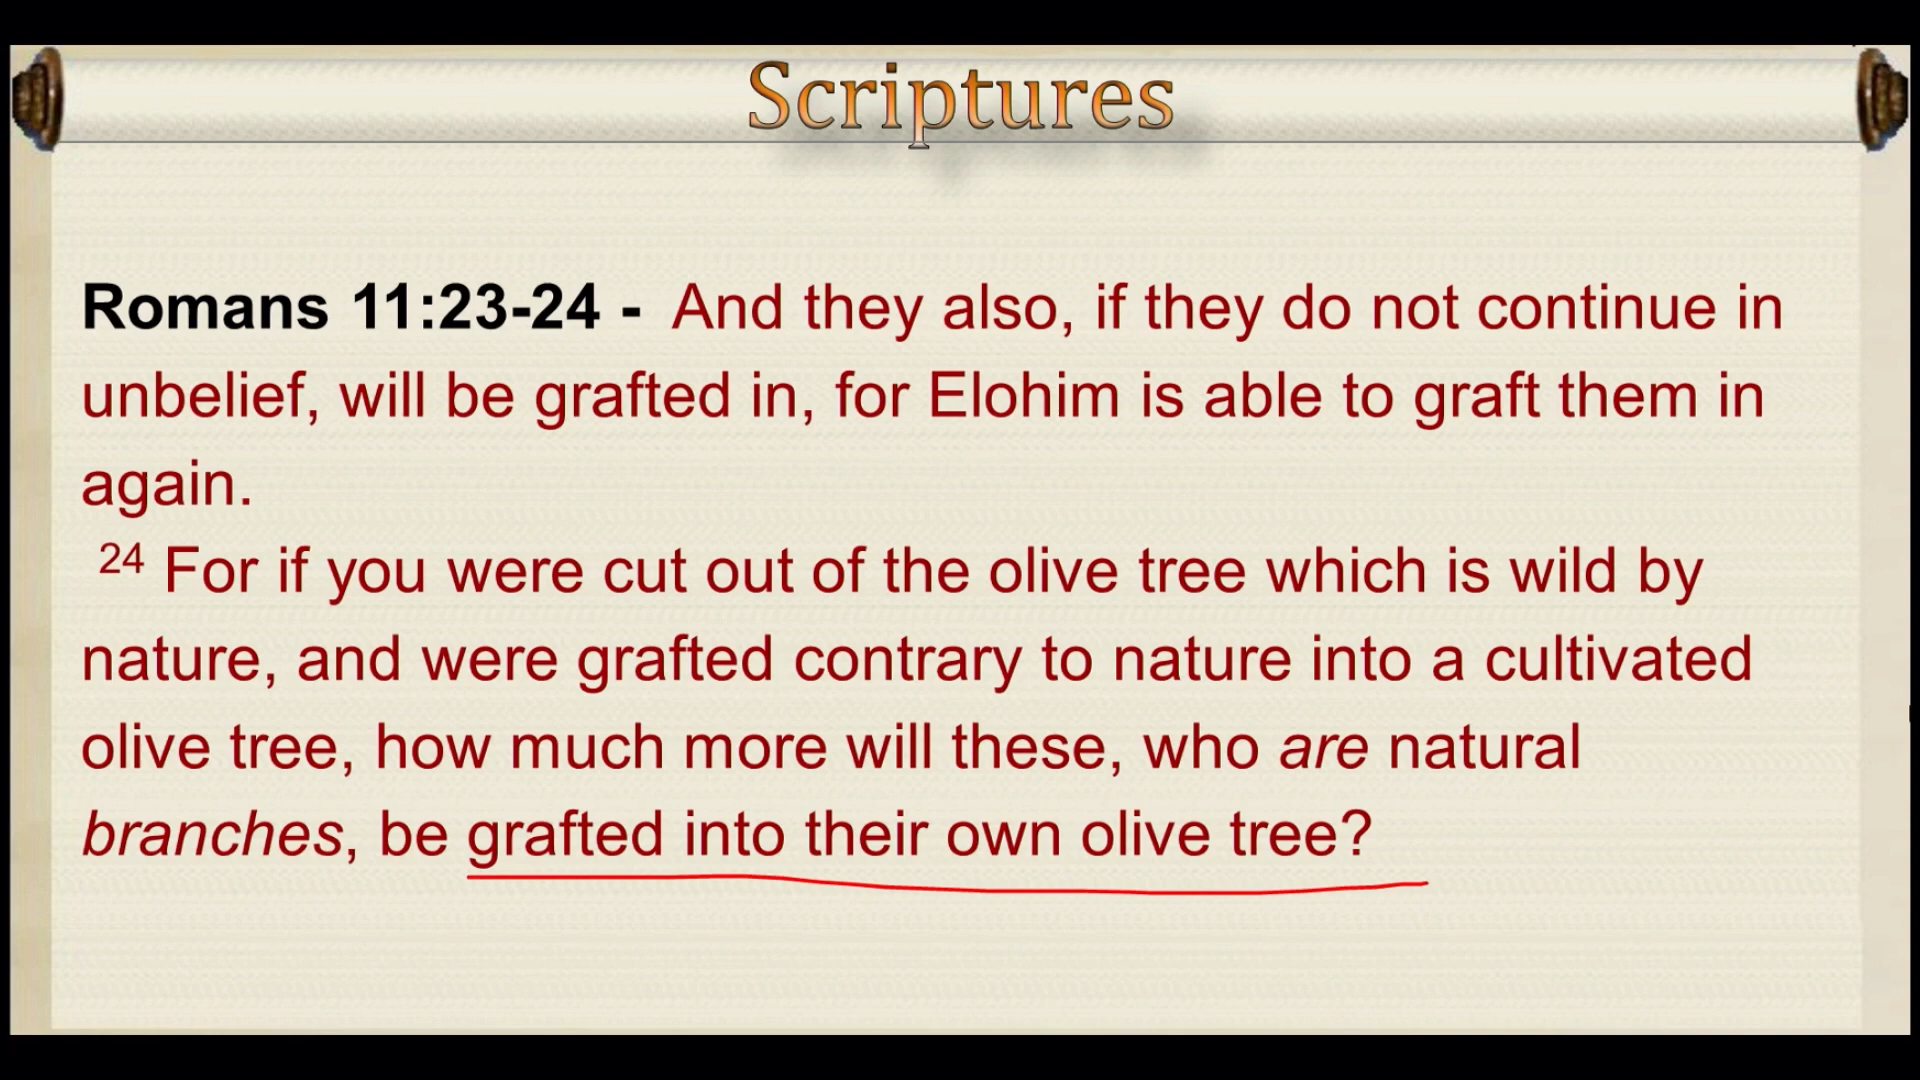 Scriptures
Romans 11:23-24 - And they also, if they do not continue in
unbelief, will be grafted in, for Elohim is able to graft them in
again.
24 For if you were cut out of the olive tree which is wild by
nature, and were grafted contrary to nature into a cultivated
olive tree, how much more will these, who are natural
branches, be grafted into their own olive tree?